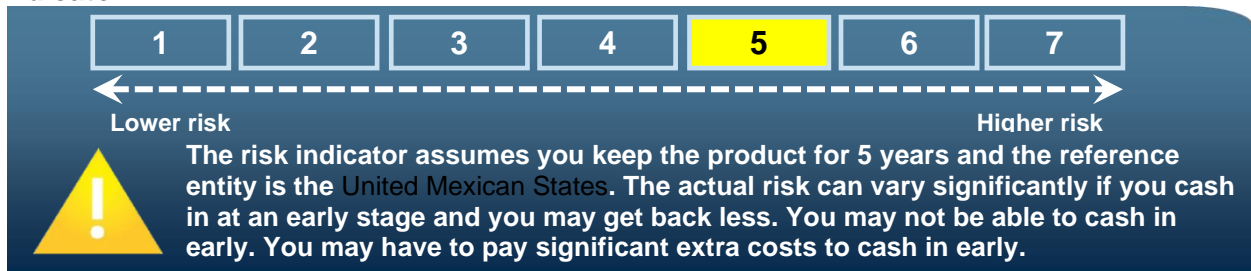 1 2 3 4 5 6 7
Lower risk Higher risk
The risk indicator assumes you keep the product for 5 years and the reference
entity is the United Mexican States. The actual risk can vary significantly if you cash
in at an early stage and you may get back less. You may not be able to cash in
early. You may have to pay significant extra costs to cash in early.